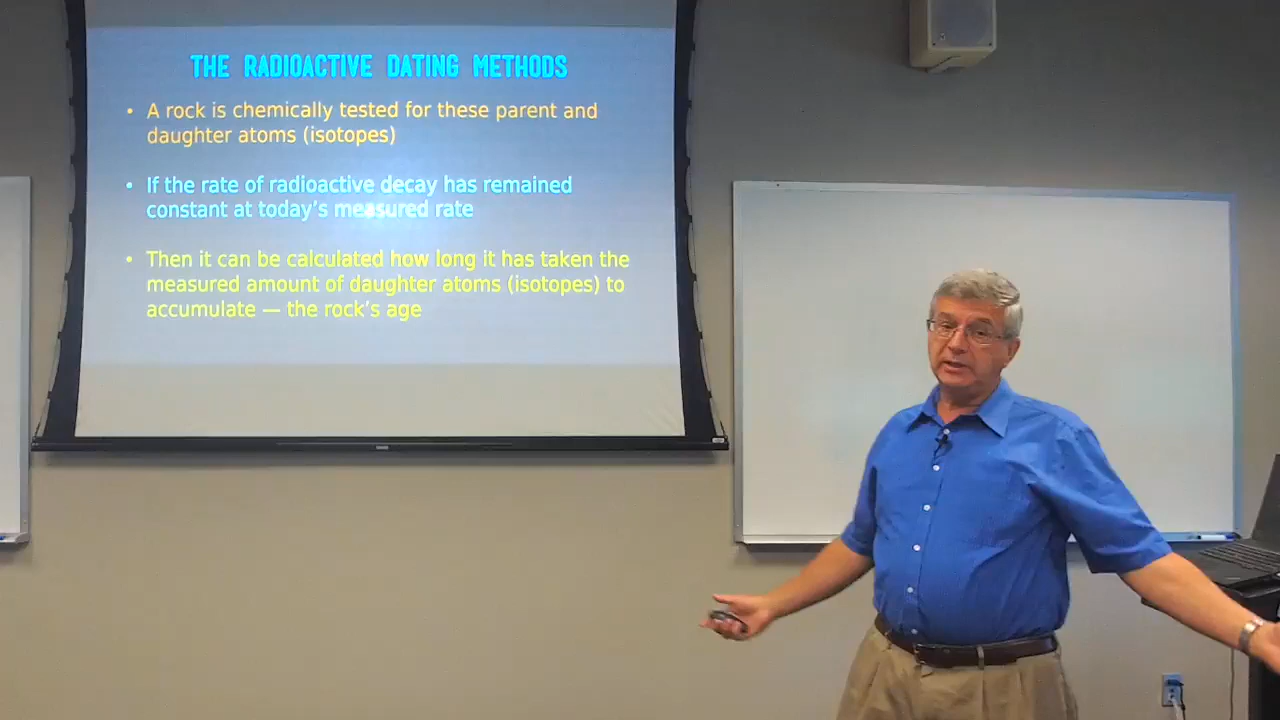 THE RADIOACTIVE DATING METHODS
• A rock is chemically tested for these parent and
daughter atoms (isotopes)
• If the rate of radioactive decay has remained
constant at today's measured rate
• Then it can be calculated how long it has taken the
measured amount of daughter atoms (isotopes) to
accumulate — the rock's age